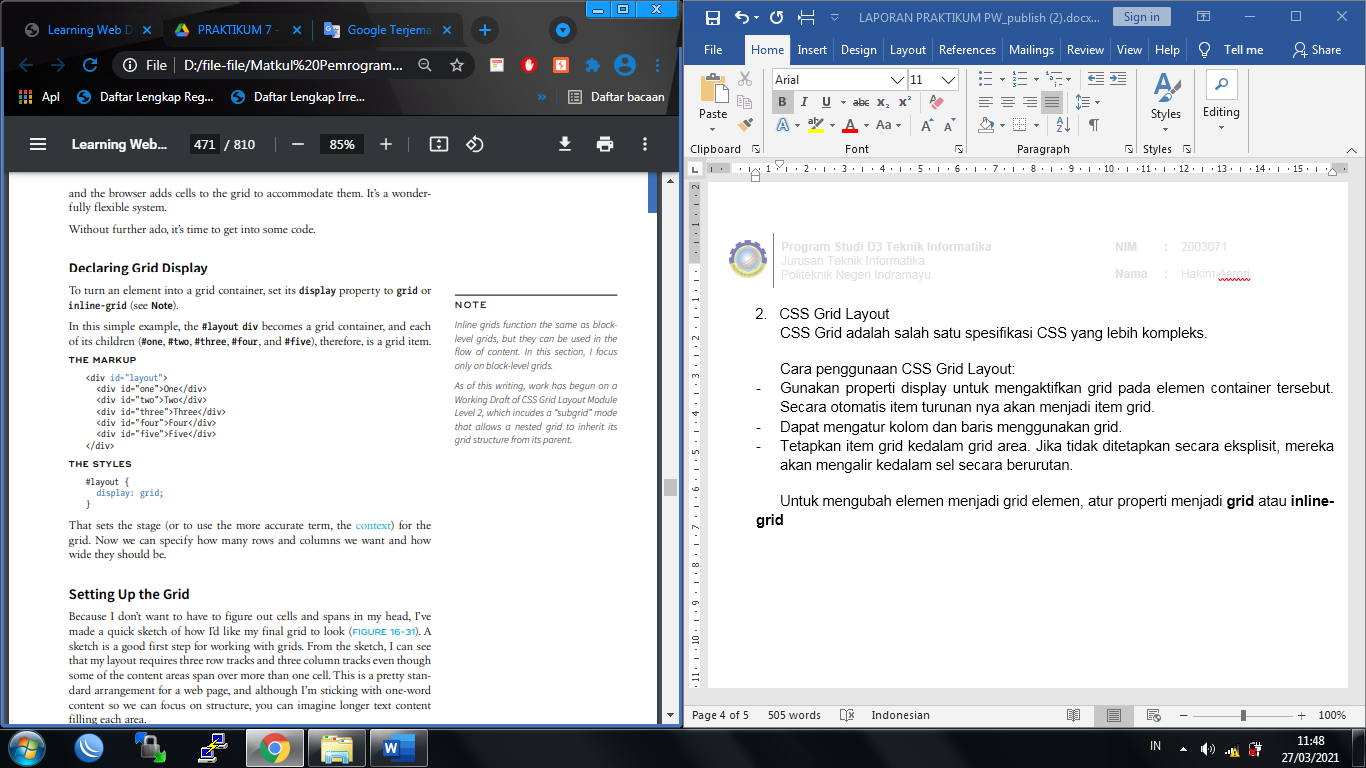 Learning Web D
PRAKTIKUM 7 -
Google Terjema
File
D:/file-file/Matkul%20Pemrogram...
Apl
Daftar Lengkap Reg...
Daftar Lengkap Irre...
»
Daftar bacaan
Learning Web...
471 / 810
85%
and the browser adds cells to the grid to accommodate them. It's a wonder-
fully flexible system.
Without further ado, it's time to get into some code.
Declaring Grid Display
To turn an element into a grid container, set its display property to grid or
inline-grid (see Note).
In this simple example, the #layout div becomes a grid container, and each
of its children (#one, #two, #three, #four, and #five), therefore, is a grid item.
THE MARKUP
<div id="layout">
<div id="one">One</div>
<div id="two">Two</div>
<div id="three">Three</div>
<div id="four">Four</div>
<div id="five">Five</div>
</div>
THE STYLES
#layout {
display: grid;
}
That sets the stage (or to use the more accurate term, the context) for the
grid. Now we can specify how many rows and columns we want and how
wide they should be.
Setting Up the Grid
Because I don't want to have to figure out cells and spans in my head, I've
made a quick sketch of how I'd like my final grid to look (FIGURE 16-31). A
sketch is a good first step for working with grids. From the sketch, I can see
that my layout requires three row tracks and three column tracks even though
some of the content areas span over more than one cell. This is a pretty stan-
dard arrangement for a web page, and although I'm sticking with one-word
content so we can focus on structure, you can imagine longer text content
filling each area.
NOTE
Inline grids function the same as block-
level grids, but they can be used in the
flow of content. In this section, I focus
only on block-level grids.
As of this writing, work has begun on a
Working Draft of CSS Grid Layout Module
Level 2, which incudes a "subgrid" mode
that allows a nested grid to inherit its
grid structure from its parent.
LAPORAN PRAKTIKUM PW_publish (2).docx...
Sign in
File Home Insert Design Layout References Mailings Review View Help Tell me Share
Paste
Clipboard
Arial 11
B I U abc x₂ x²
A A Aa A A
Font
Paragraph
Styles
Styles
Editing
1 1 2 3 4 5 6 7 8 9 10 11 12 13 14 15
Program Studi D3 Teknik Informatika
Jurusan Teknik Informatika
Politeknik Negeri Indramayu
NIM : 2003071
Nama : Hakim Asrori
2. CSS Grid Layout
CSS Grid adalah salah satu spesifikasi CSS yang lebih kompleks.
Cara penggunaan CSS Grid Layout:
- Gunakan properti display untuk mengaktifkan grid pada elemen container tersebut.
Secara otomatis item turunan nya akan menjadi item grid.
- Dapat mengatur kolom dan baris menggunakan grid.
- Tetapkan item grid kedalam grid area. Jika tidak ditetapkan secara eksplisit, mereka
akan mengalir kedalam sel secara berurutan.
Untuk mengubah elemen menjadi grid elemen, atur properti menjadi grid atau inline-
grid
Page 4 of 5 505 words Indonesian
100%
IN
11:48
27/03/2021